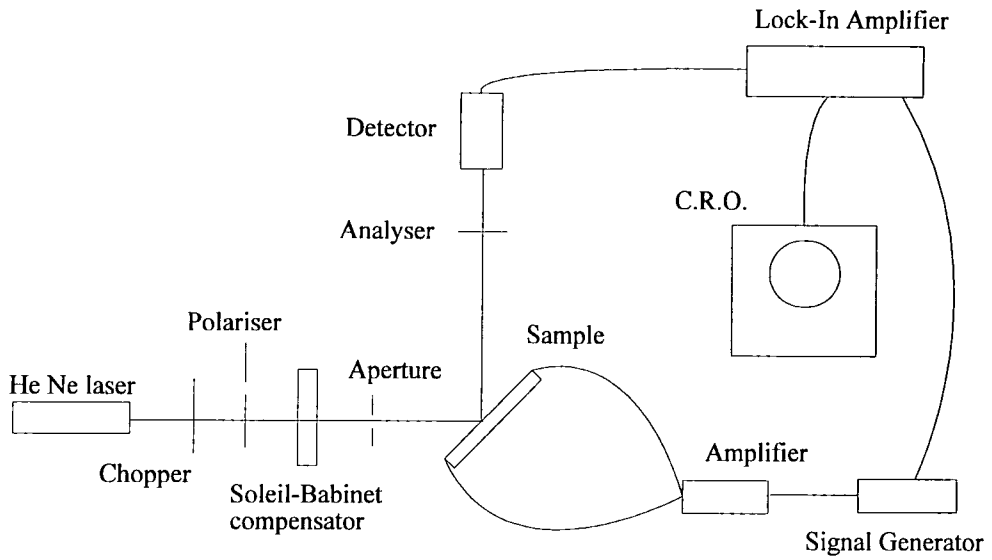 Lock-In Amplifier
Detector
C.R.O.
Analyser
Polariser
Sample
Aperture
He Ne laser
Chopper
Amplifier
Soleil-Babinet
compensator
Signal Generator